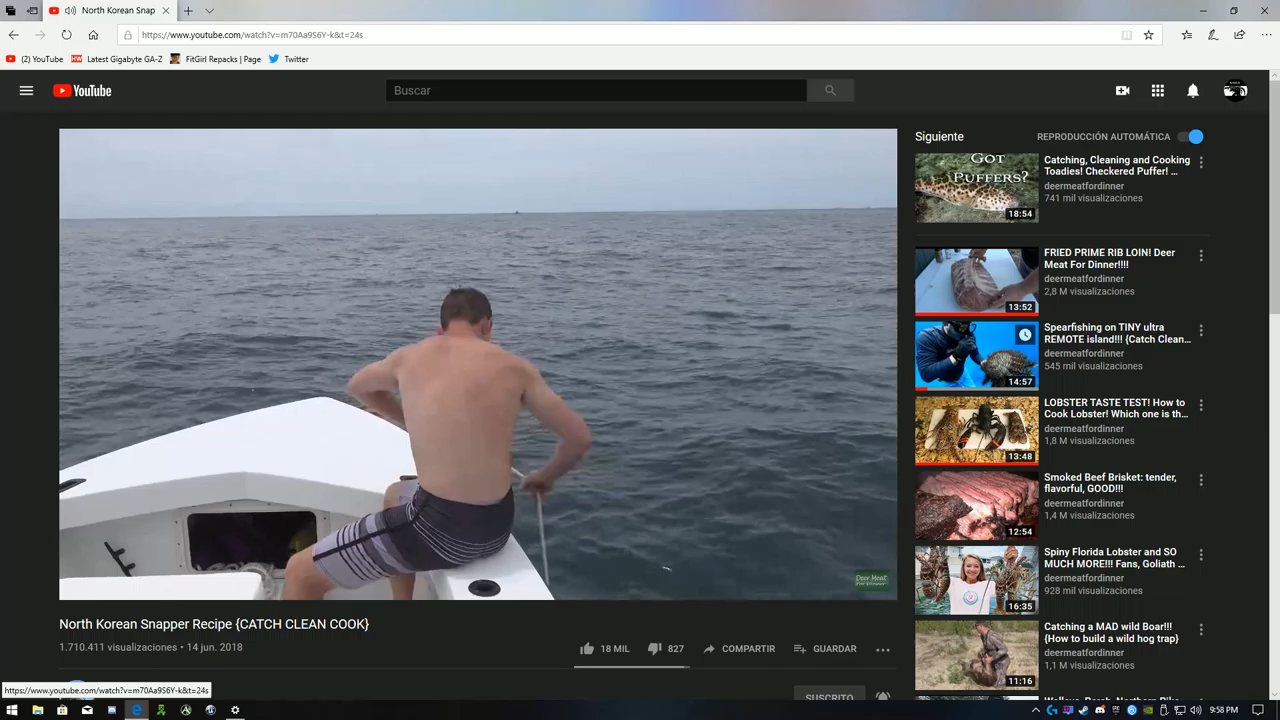 North Korean Snap
https://www.youtube.com/watch?v=m70Aa9S6Y-k&t=24s
(2) YouTube
Latest Gigabyte GA-Z
FitGirl Repacks | Page
Twitter
YouTube
Buscar
Deer Meat
For Dinner
North Korean Snapper Recipe {CATCH CLEAN COOK}
1.710.411 visualizaciones • 14 jun. 2018
18 MIL
827
COMPARTIR
GUARDAR
SUSCRITO
Siguiente
REPRODUCCIÓN AUTOMÁTICA
GOT
PUFFERS?
18:54
Catching, Cleaning and Cooking
Toadies! Checkered Puffer! ...
deermeatfordinner
741 mil visualizaciones
13:52
FRIED PRIME RIB LOIN! Deer
Meat For Dinner!!!!
deermeatfordinner
2,8 M visualizaciones
14:57
Spearfishing on TINY ultra
REMOTE island!!! {Catch Clean...
deermeatfordinner
545 mil visualizaciones
13:48
LOBSTER TASTE TEST! How to
Cook Lobster! Which one is th...
deermeatfordinner
1,8 M visualizaciones
12:54
Smoked Beef Brisket: tender,
flavorful, GOOD!!!
deermeatfordinner
1,4 M visualizaciones
16:35
Spiny Florida Lobster and SO
MUCH MORE!!! Fans, Goliath ...
deermeatfordinner
928 mil visualizaciones
11:16
Catching a MAD wild Boar!!!
{How to build a wild hog trap}
deermeatfordinner
1,1 M visualizaciones
https://www.youtube.com/watch?v=m70Aa9S6Y-k&t=24s
9:58 PM